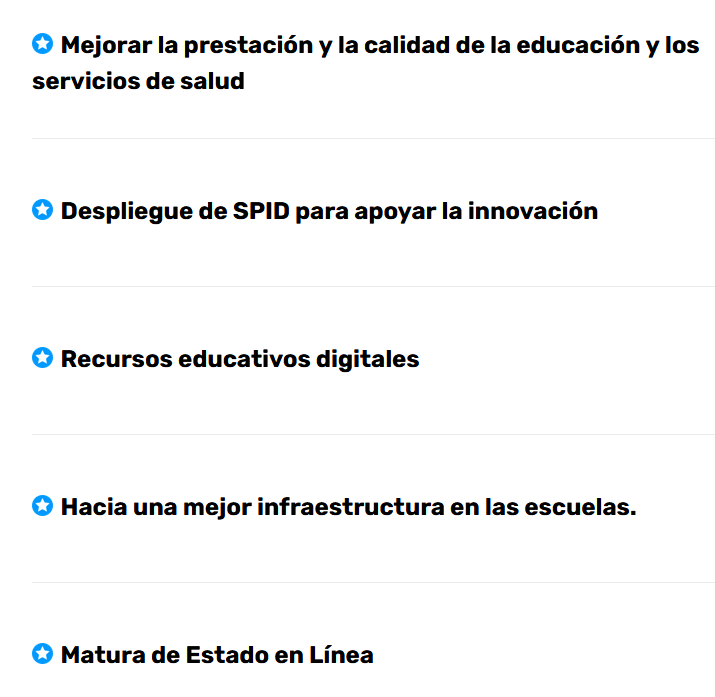 Mejorar la prestación y la calidad de la educación y los
servicios de salud
Despliegue de SPID para apoyar la innovación
Recursos educativos digitales
Hacia una mejor infraestructura en las escuelas.
Matura de Estado en Línea